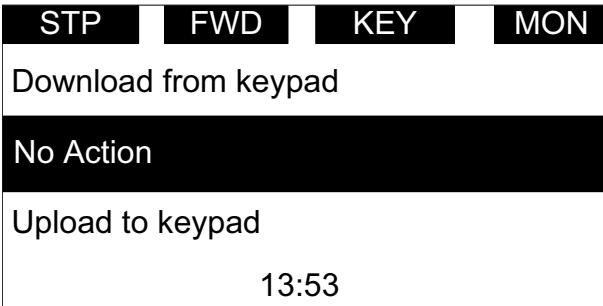 STP FWD KEY MON
Download from keypad
No Action
Upload to keypad
13:53